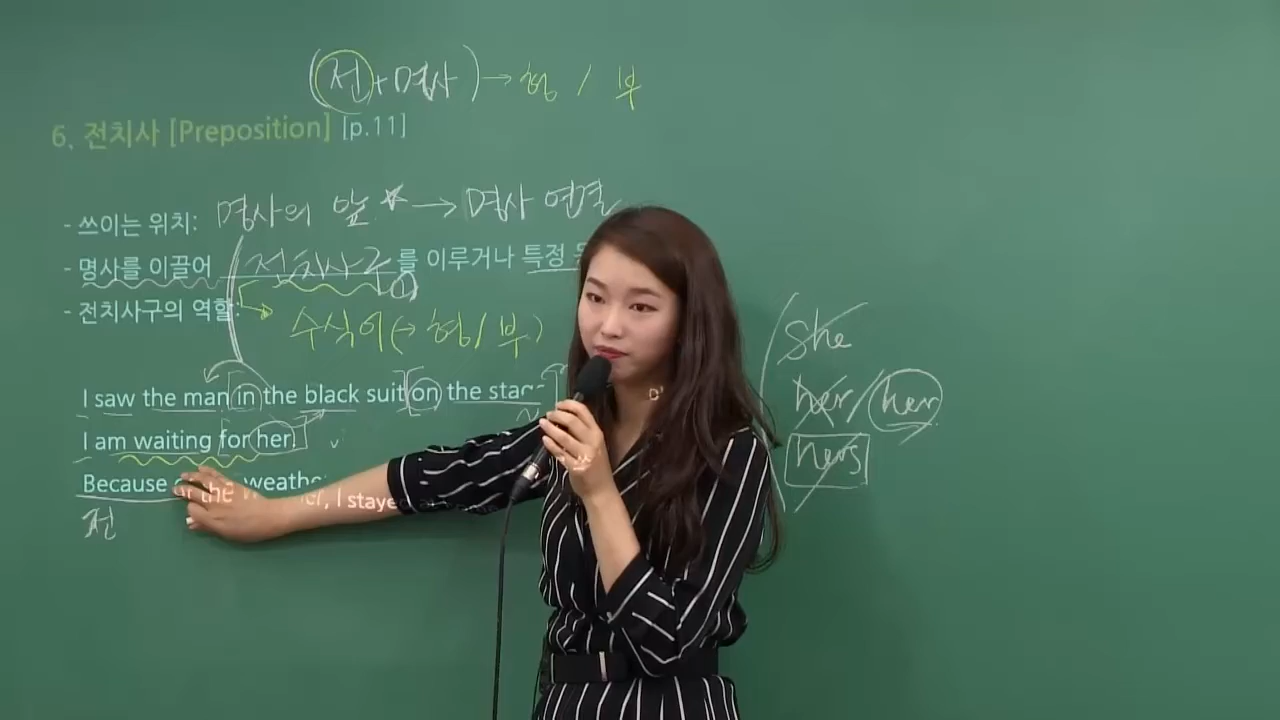 (전+명사) → 형 / 부
6. 전치사 [Preposition] [p.11]
- 쓰이는 위치: 명사의 앞 ★ → 명사 연결
- 명사를 이끌어 전치사구를 이루거나 특정
- 전치사구의 역할: → 수식어(→ 형/부)
I saw the man [in the black suit] [on the stage
I am waiting [for her.] ✓
Because of the weather, I stayed
전
she
her / her
hers